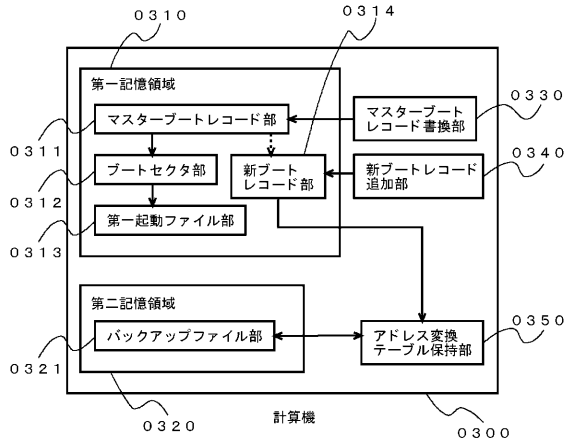 0310
0314
第一記憶領域
マスターブートレコード部
マスターブート
レコード書換部
0330
0311
ブートセクタ部
新ブート
レコード部
新ブートレコード
追加部
0340
0312
第一起動ファイル部
0313
第二記憶領域
バックアップファイル部
アドレス変換
テーブル保持部
0350
0321
0320
計算機
0300